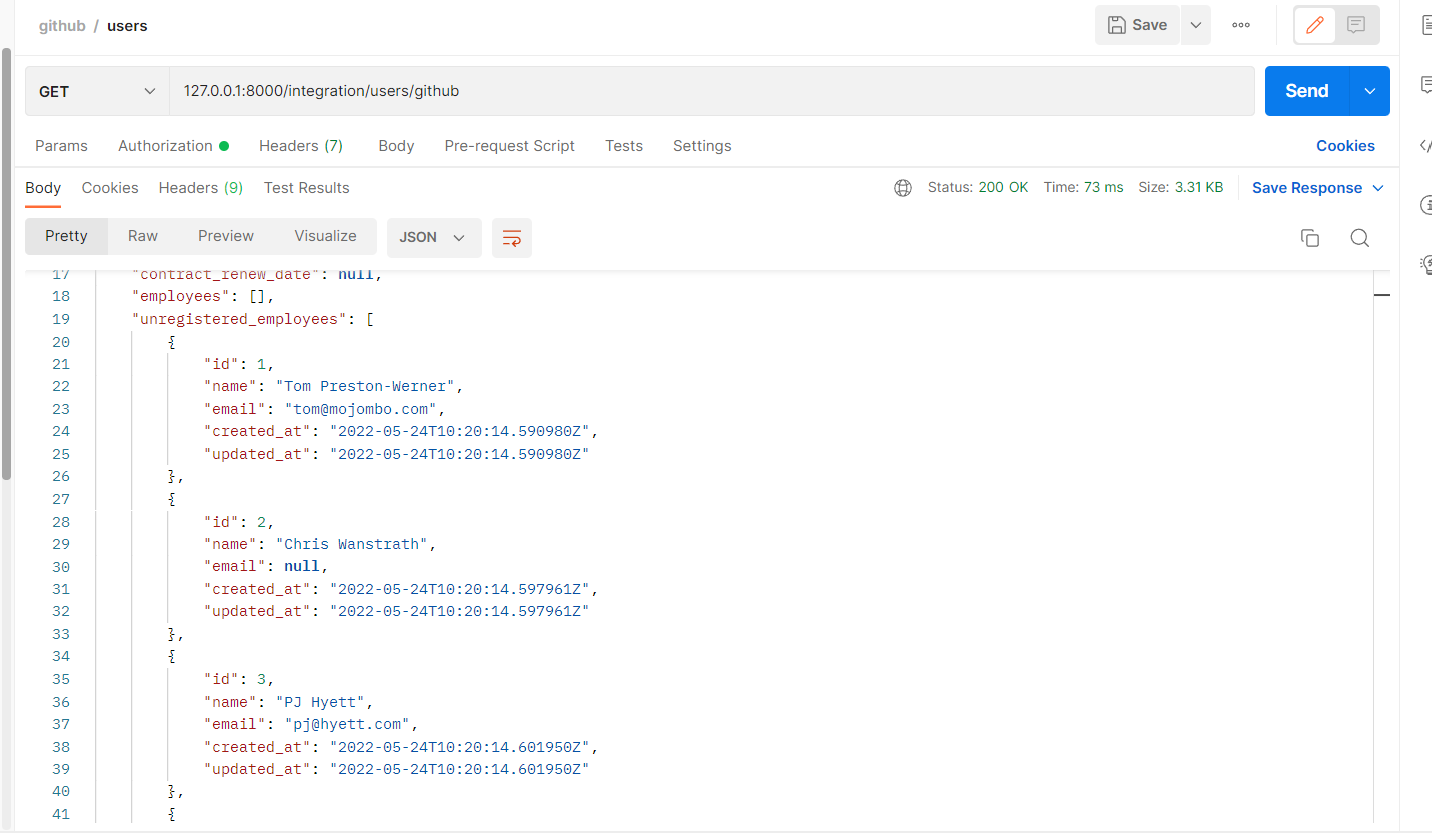 github / users
Save
GET 127.0.0.1:8000/integration/users/github Send
Params Authorization Headers (7) Body Pre-request Script Tests Settings Cookies
Body Cookies Headers (9) Test Results Status: 200 OK Time: 73 ms Size: 3.31 KB Save Response
Pretty Raw Preview Visualize JSON
17 "contract_renew_date": null,
18 "employees": [],
19 "unregistered_employees": [
20 {
21 "id": 1,
22 "name": "Tom Preston-Werner",
23 "email": "tom@mojombo.com",
24 "created_at": "2022-05-24T10:20:14.590980Z",
25 "updated_at": "2022-05-24T10:20:14.590980Z"
26 },
27 {
28 "id": 2,
29 "name": "Chris Wanstrath",
30 "email": null,
31 "created_at": "2022-05-24T10:20:14.597961Z",
32 "updated_at": "2022-05-24T10:20:14.597961Z"
33 },
34 {
35 "id": 3,
36 "name": "PJ Hyett",
37 "email": "pj@hyett.com",
38 "created_at": "2022-05-24T10:20:14.601950Z",
39 "updated_at": "2022-05-24T10:20:14.601950Z"
40 },
41 {